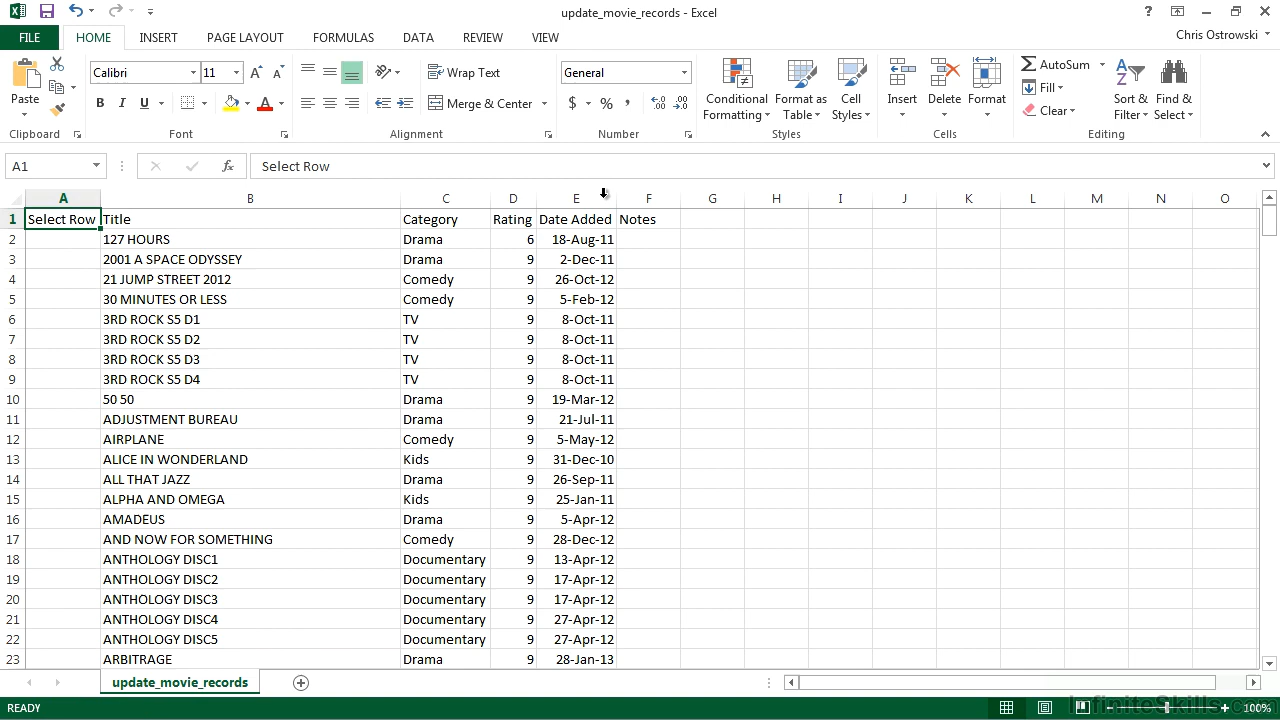 update_movie_records - Excel
Chris Ostrowski
FILE HOME INSERT PAGE LAYOUT FORMULAS DATA REVIEW VIEW
Paste
Clipboard
Calibri 11
B I U
Font
Wrap Text
Merge & Center
Alignment
General
$ % ,
Number
Conditional Formatting
Format as Table
Cell Styles
Styles
Insert Delete Format
Cells
AutoSum
Fill
Clear
Sort & Filter
Find & Select
Editing
A1 fx Select Row
A B C D E F G H I J K L M N O
1 Select Row Title Category Rating Date Added Notes
2 127 HOURS Drama 6 18-Aug-11
3 2001 A SPACE ODYSSEY Drama 9 2-Dec-11
4 21 JUMP STREET 2012 Comedy 9 26-Oct-12
5 30 MINUTES OR LESS Comedy 9 5-Feb-12
6 3RD ROCK S5 D1 TV 9 8-Oct-11
7 3RD ROCK S5 D2 TV 9 8-Oct-11
8 3RD ROCK S5 D3 TV 9 8-Oct-11
9 3RD ROCK S5 D4 TV 9 8-Oct-11
10 50 50 Drama 9 19-Mar-12
11 ADJUSTMENT BUREAU Drama 9 21-Jul-11
12 AIRPLANE Comedy 9 5-May-12
13 ALICE IN WONDERLAND Kids 9 31-Dec-10
14 ALL THAT JAZZ Drama 9 26-Sep-11
15 ALPHA AND OMEGA Kids 9 25-Jan-11
16 AMADEUS Drama 9 5-Apr-12
17 AND NOW FOR SOMETHING Comedy 9 28-Dec-12
18 ANTHOLOGY DISC1 Documentary 9 13-Apr-12
19 ANTHOLOGY DISC2 Documentary 9 17-Apr-12
20 ANTHOLOGY DISC3 Documentary 9 17-Apr-12
21 ANTHOLOGY DISC4 Documentary 9 27-Apr-12
22 ANTHOLOGY DISC5 Documentary 9 27-Apr-12
23 ARBITRAGE Drama 9 28-Jan-13
update_movie_records
READY 100%
InfiniteSkills.com